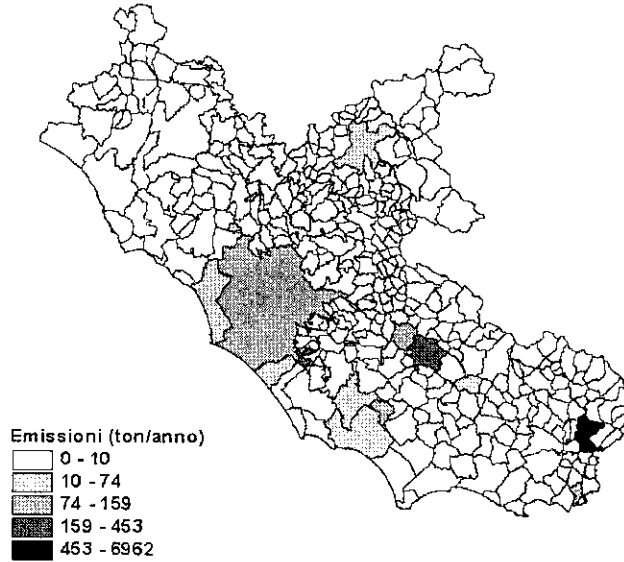 Emissioni (ton/anno)
0 - 10
10 - 74
74 - 159
159 - 453
453 - 6962